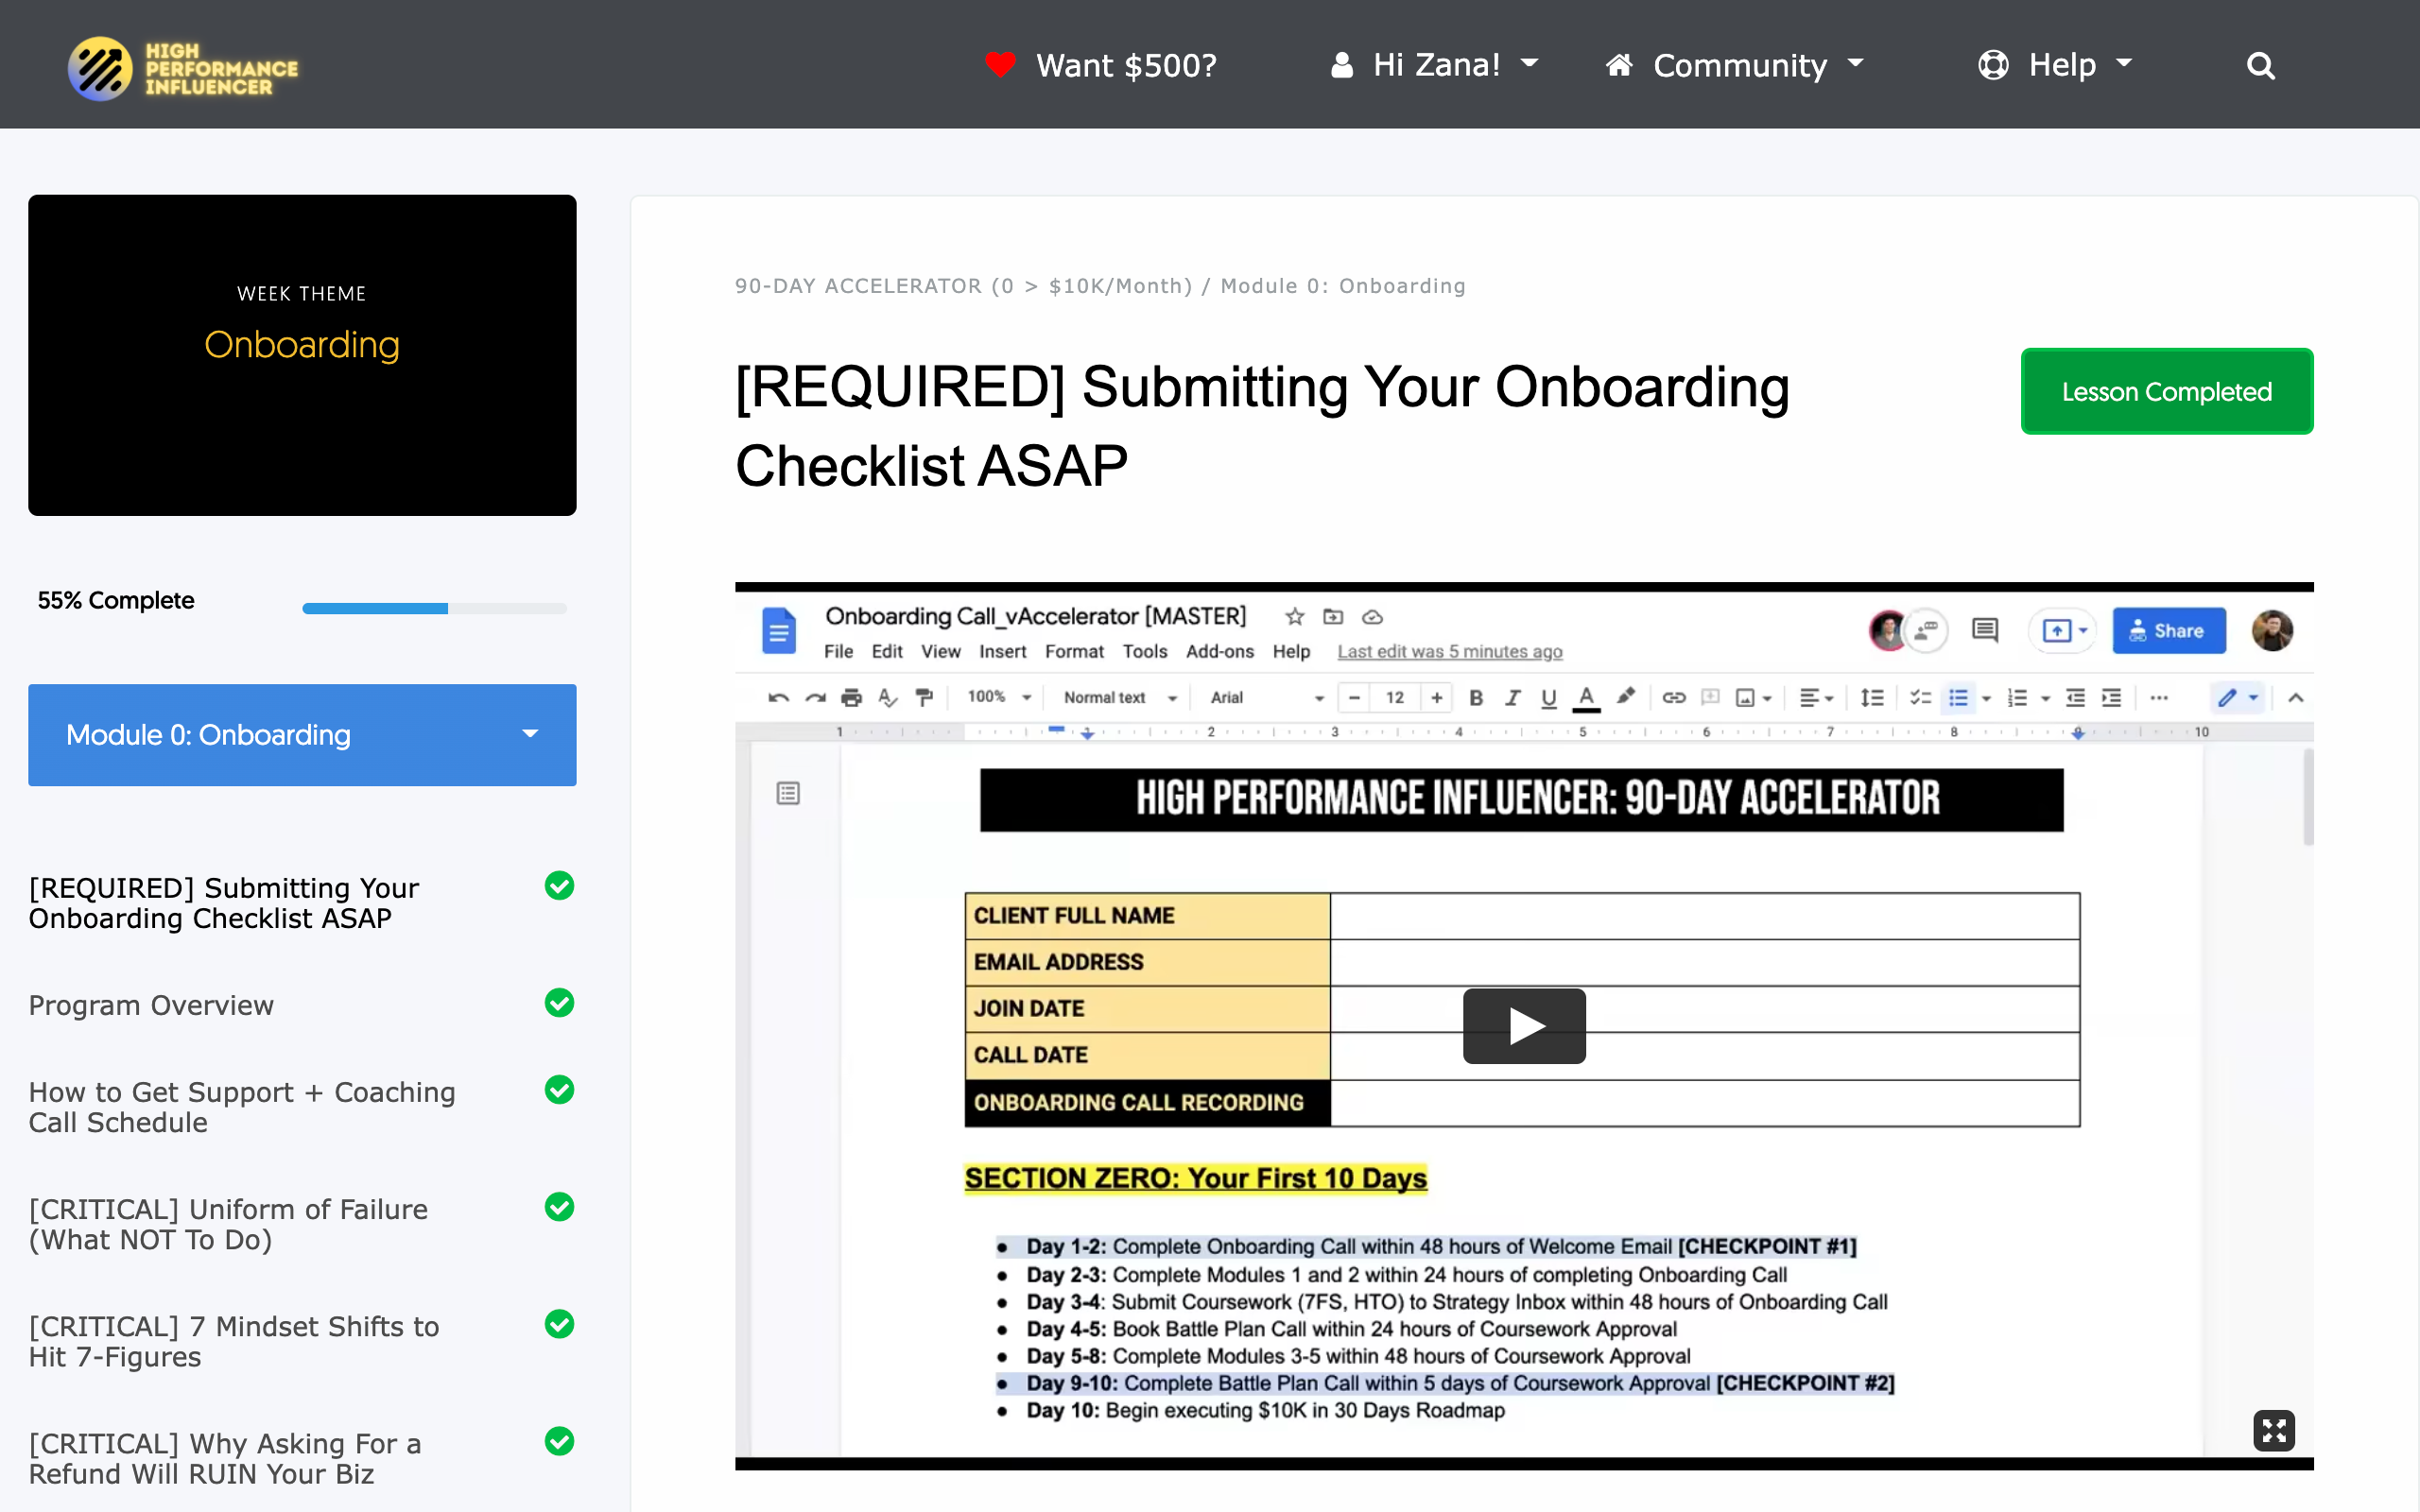 HIGH
PERFORMANCE
INFLUENCER
Want $500?
Hi Zana!
Community
Help
WEEK THEME
Onboarding
55% Complete
Module 0: Onboarding
[REQUIRED] Submitting Your
Onboarding Checklist ASAP
Program Overview
How to Get Support + Coaching
Call Schedule
[CRITICAL] Uniform of Failure
(What NOT To Do)
[CRITICAL] 7 Mindset Shifts to
Hit 7-Figures
[CRITICAL] Why Asking For a
Refund Will RUIN Your Biz
90-DAY ACCELERATOR (0 > $10K/Month) / Module 0: Onboarding
[REQUIRED] Submitting Your Onboarding
Checklist ASAP
Lesson Completed
Onboarding Call_vAccelerator [MASTER]
File Edit View Insert Format Tools Add-ons Help Last edit was 5 minutes ago
Share
100% Normal text Arial − 12 + B I U A
1 1 2 3 4 5 6 7 8 9 10
HIGH PERFORMANCE INFLUENCER: 90-DAY ACCELERATOR
CLIENT FULL NAME
EMAIL ADDRESS
JOIN DATE
CALL DATE
ONBOARDING CALL RECORDING
SECTION ZERO: Your First 10 Days
● Day 1-2: Complete Onboarding Call within 48 hours of Welcome Email [CHECKPOINT #1]
● Day 2-3: Complete Modules 1 and 2 within 24 hours of completing Onboarding Call
● Day 3-4: Submit Coursework (7FS, HTO) to Strategy Inbox within 48 hours of Onboarding Call
● Day 4-5: Book Battle Plan Call within 24 hours of Coursework Approval
● Day 5-8: Complete Modules 3-5 within 48 hours of Coursework Approval
● Day 9-10: Complete Battle Plan Call within 5 days of Coursework Approval [CHECKPOINT #2]
● Day 10: Begin executing $10K in 30 Days Roadmap